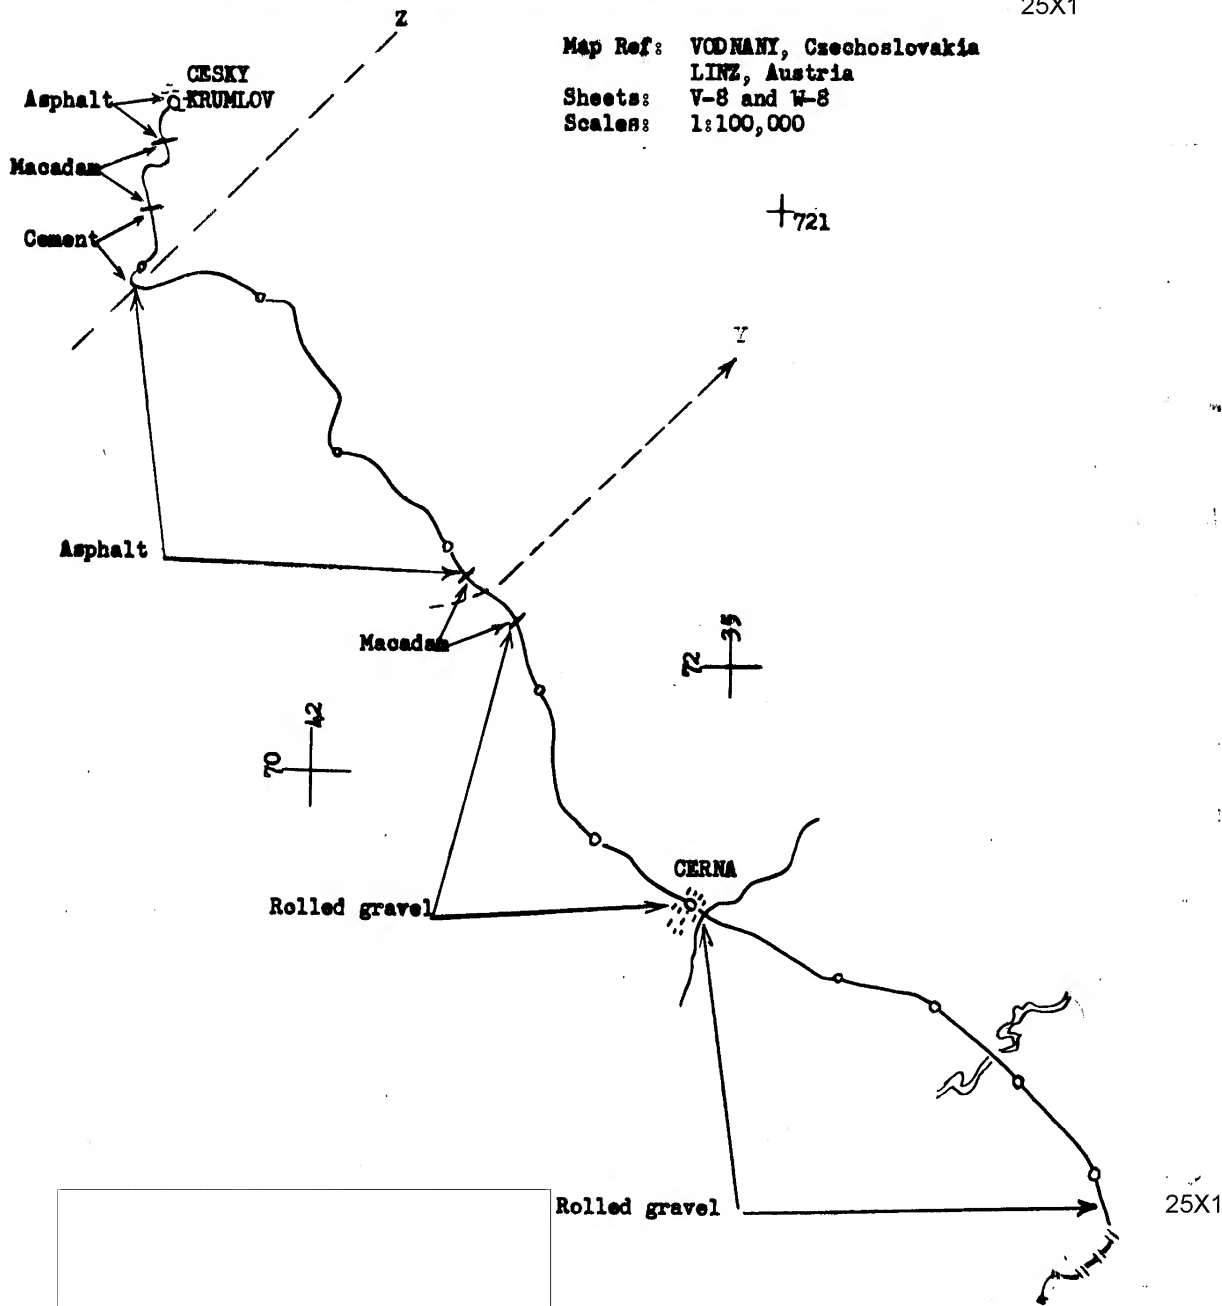 25X1
Z
Map Ref: VODNANY, Czechoslovakia
LINZ, Austria
Sheets: V-8 and W-8
Scales: 1:100,000
CESKY
KRUMLOV
Asphalt
Macadam
721
Cement
Y
Asphalt
Macadam
72
35
70
42
CERNA
Rolled gravel
Rolled gravel
25X1